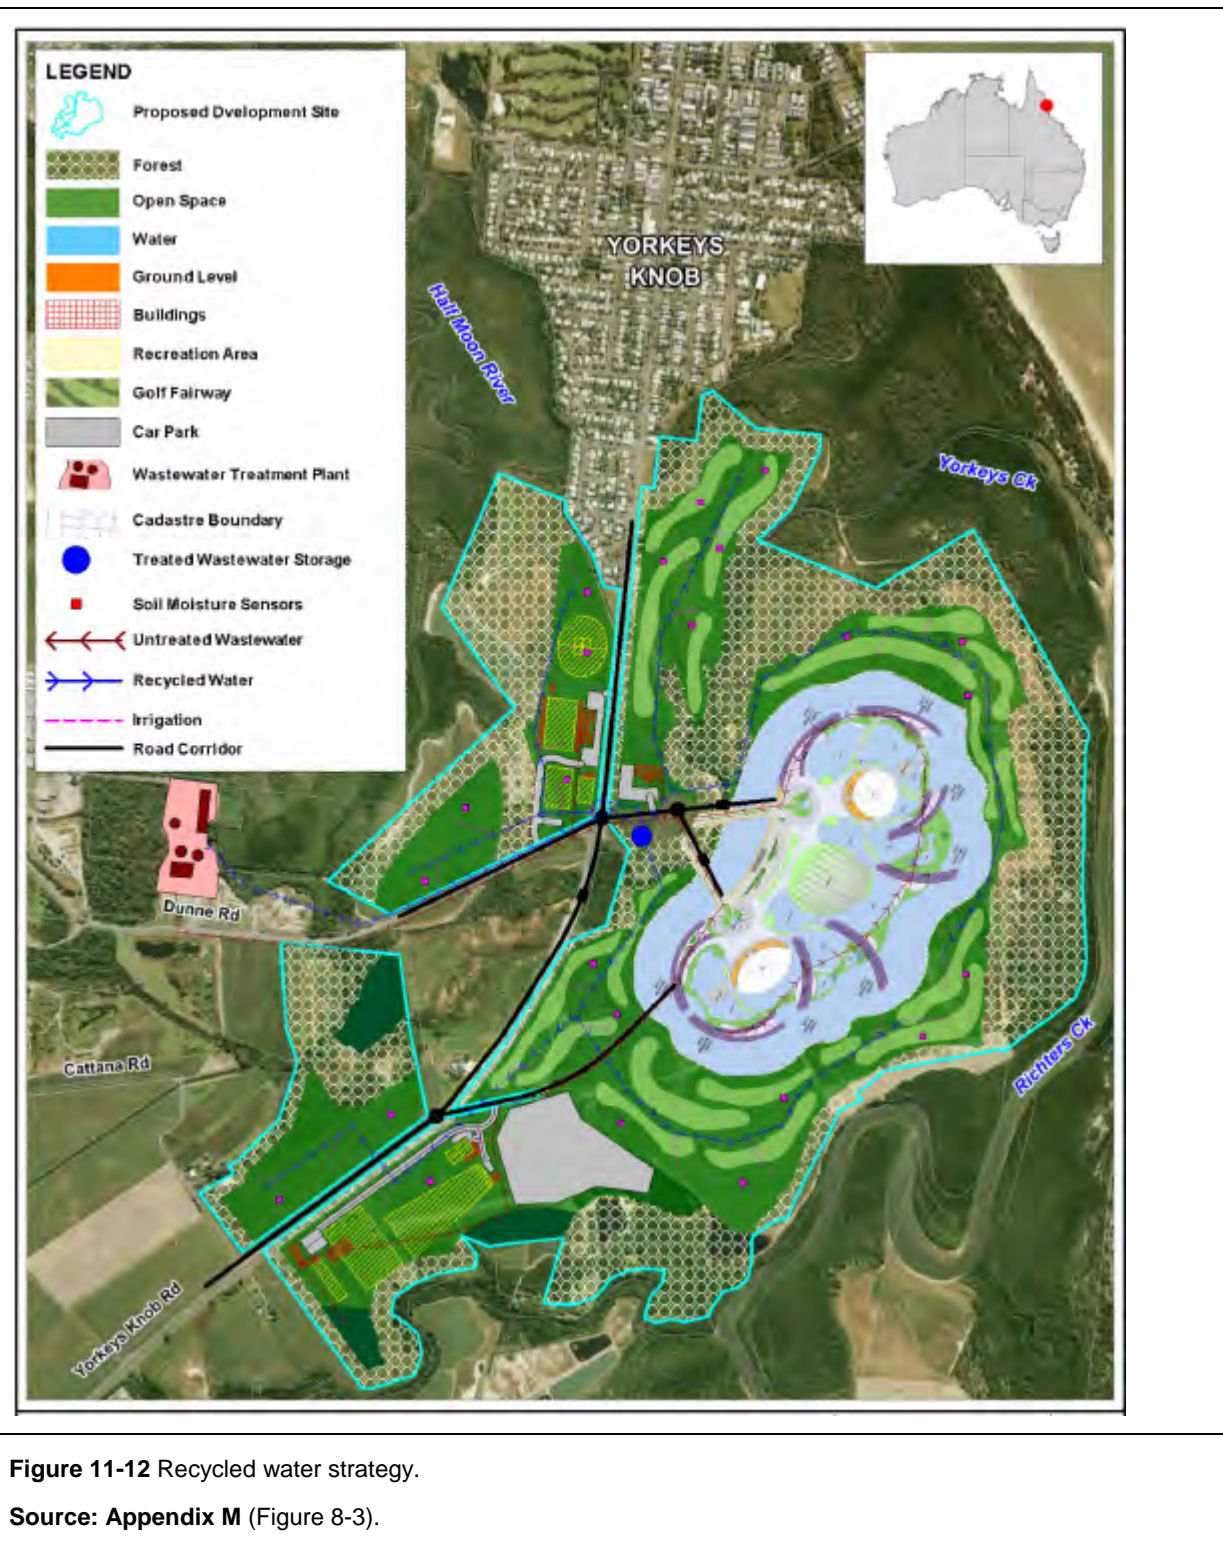 LEGEND
Proposed Dvelopment Site
Forest
Open Space
Water
Ground Level
Buildings
Recreation Area
Golf Fairway
Car Park
Wastewater Treatment Plant
Cadastre Boundary
Treated Wastewater Storage
Soil Moisture Sensors
Untreated Wastewater
Recycled Water
Irrigation
Road Corridor
YORKEYS
KNOB
Half Moon River
Yorkeys Ck
Dunne Rd
Cattana Rd
Richters Ck
Yorkeys Knob Rd
Figure 11-12 Recycled water strategy.
Source: Appendix M (Figure 8-3).